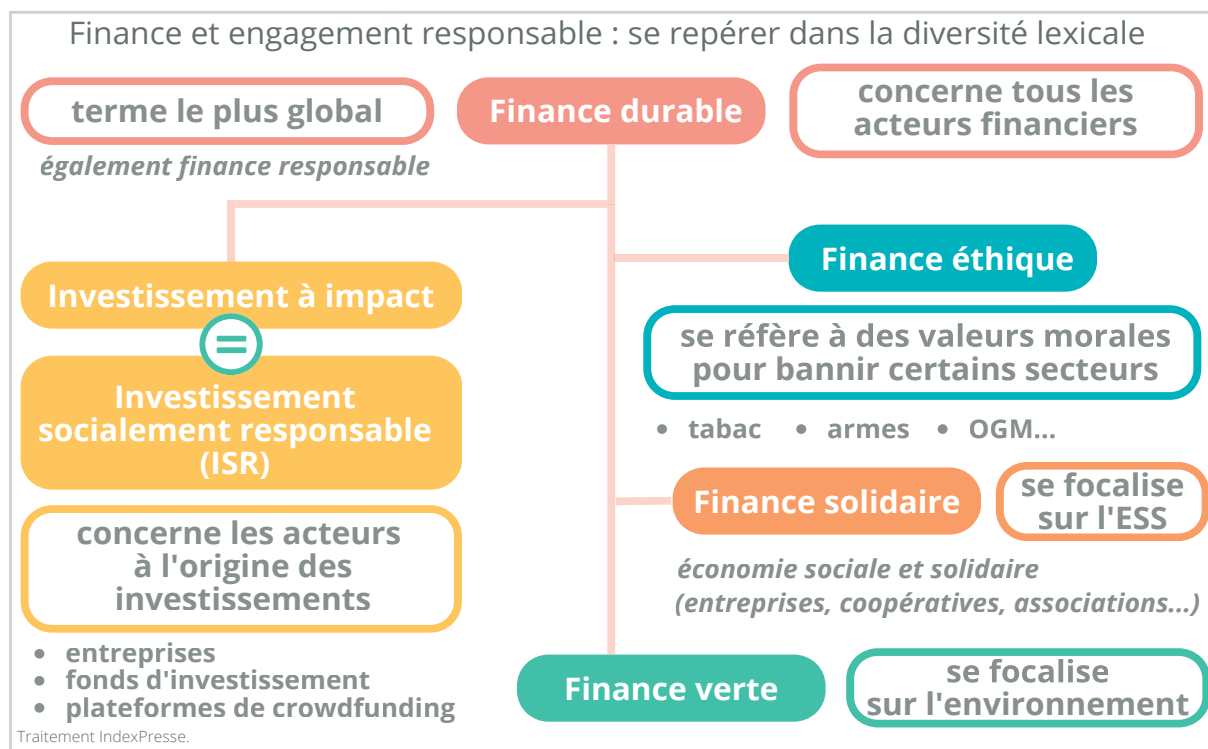 Finance et engagement responsable : se repérer dans la diversité lexicale
terme le plus global
également finance responsable
Finance durable
concerne tous les
acteurs financiers
Investissement à impact
=
Investissement
socialement responsable
(ISR)
concerne les acteurs
à l'origine des
investissements
• entreprises
• fonds d'investissement
• plateformes de crowdfunding
Finance éthique
se réfère à des valeurs morales
pour bannir certains secteurs
• tabac • armes • OGM...
Finance solidaire
se focalise
sur l'ESS
économie sociale et solidaire
(entreprises, coopératives, associations...)
Finance verte
se focalise
sur l'environnement
Traitement IndexPresse.